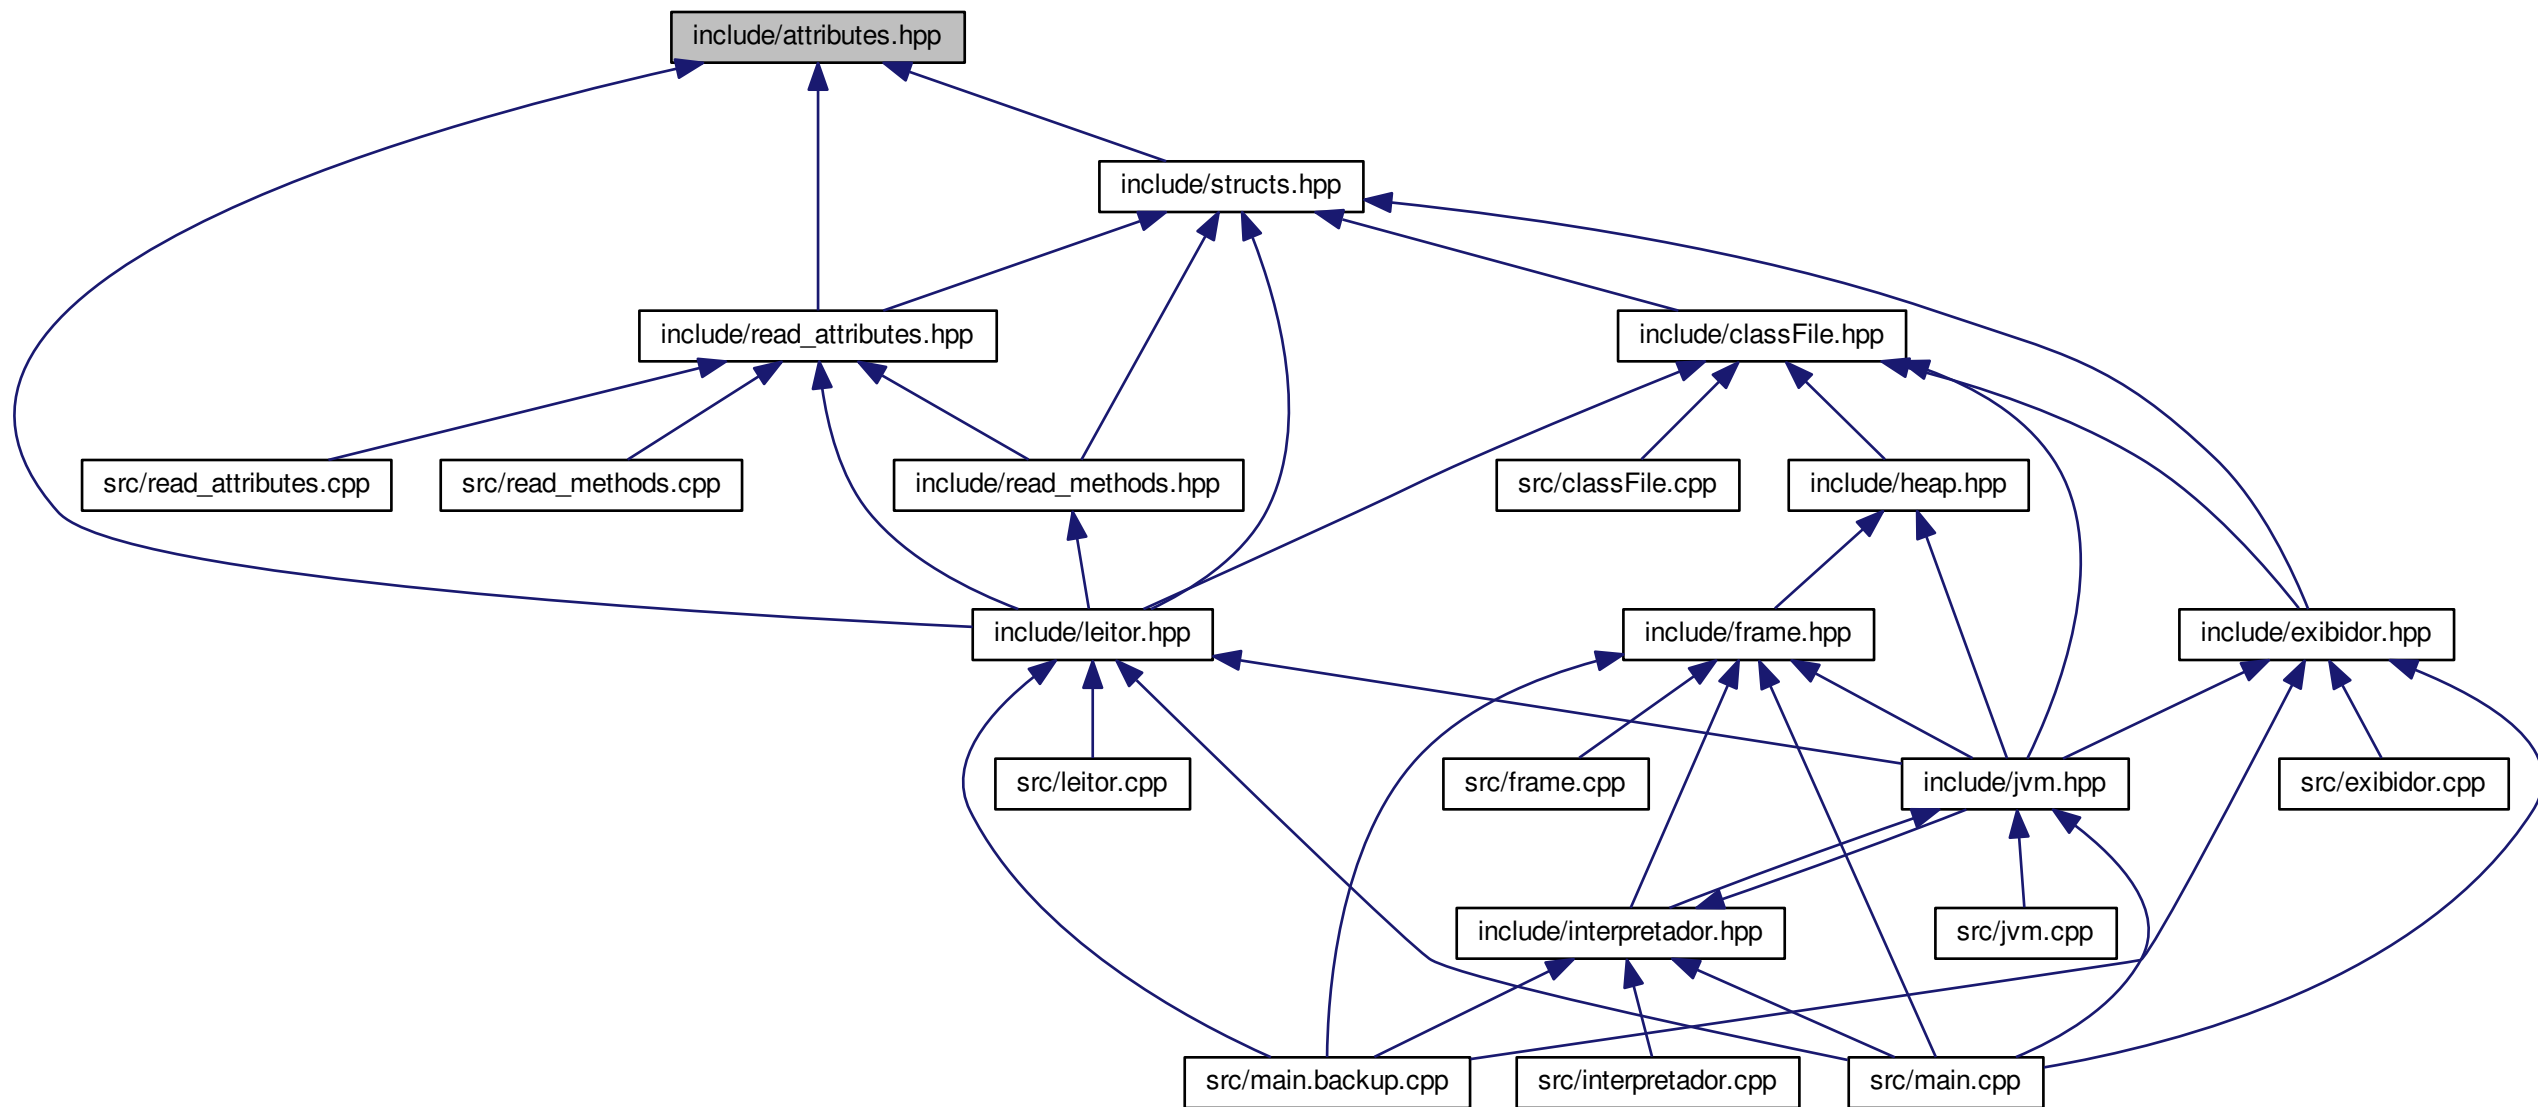 include/attributes.hpp
include/structs.hpp
include/read_attributes.hpp
include/classFile.hpp
src/read_attributes.cpp
src/read_methods.cpp
include/read_methods.hpp
src/classFile.cpp
include/heap.hpp
include/leitor.hpp
include/frame.hpp
include/exibidor.hpp
src/leitor.cpp
src/frame.cpp
include/jvm.hpp
src/exibidor.cpp
include/interpretador.hpp
src/jvm.cpp
src/main.backup.cpp
src/interpretador.cpp
src/main.cpp